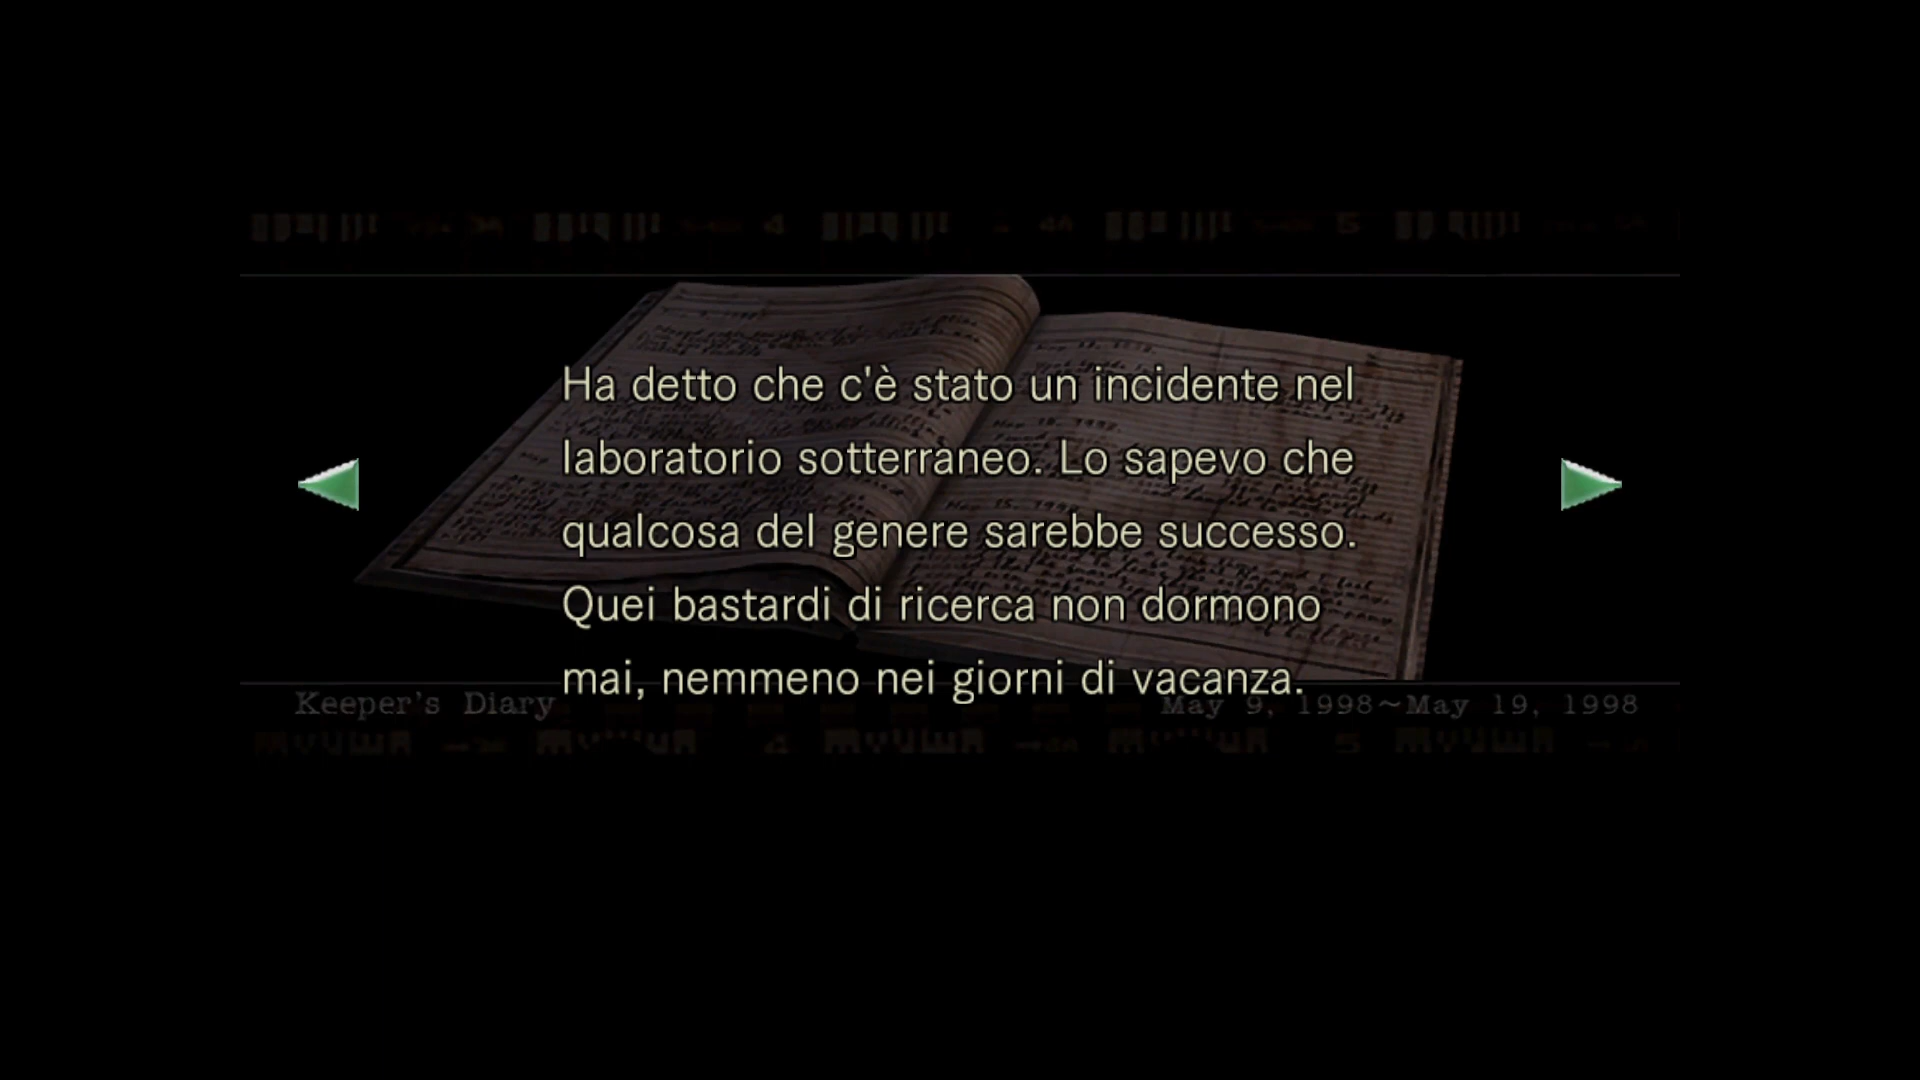 Ha detto che c'è stato un incidente nel
laboratorio sotterraneo. Lo sapevo che
qualcosa del genere sarebbe successo.
Quei bastardi di ricerca non dormono
mai, nemmeno nei giorni di vacanza.
Keeper's Diary
May 9, 1998~May 19, 1998